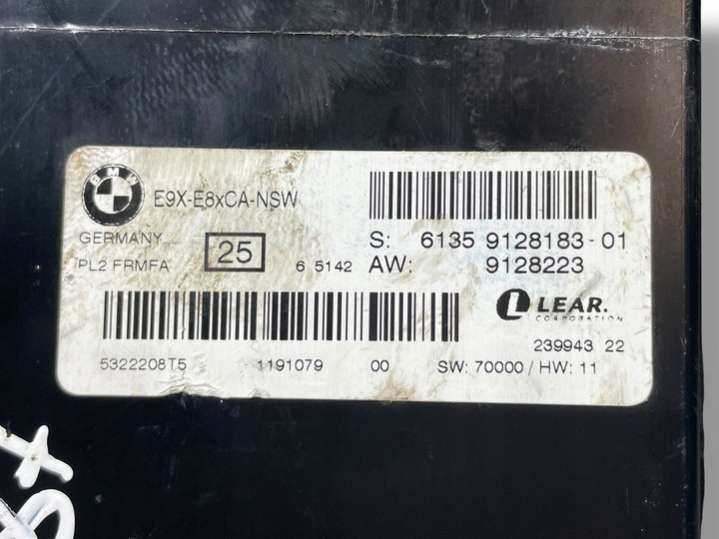 BMW
E9X-E8xCA-NSW
GERMANY
25
PL2 FRMFA
6 5142
S: 6135 9128183-01
AW: 9128223
LEAR.
CORPORATION
239943 22
5322208T5 1191079 00 SW: 70000 / HW: 11